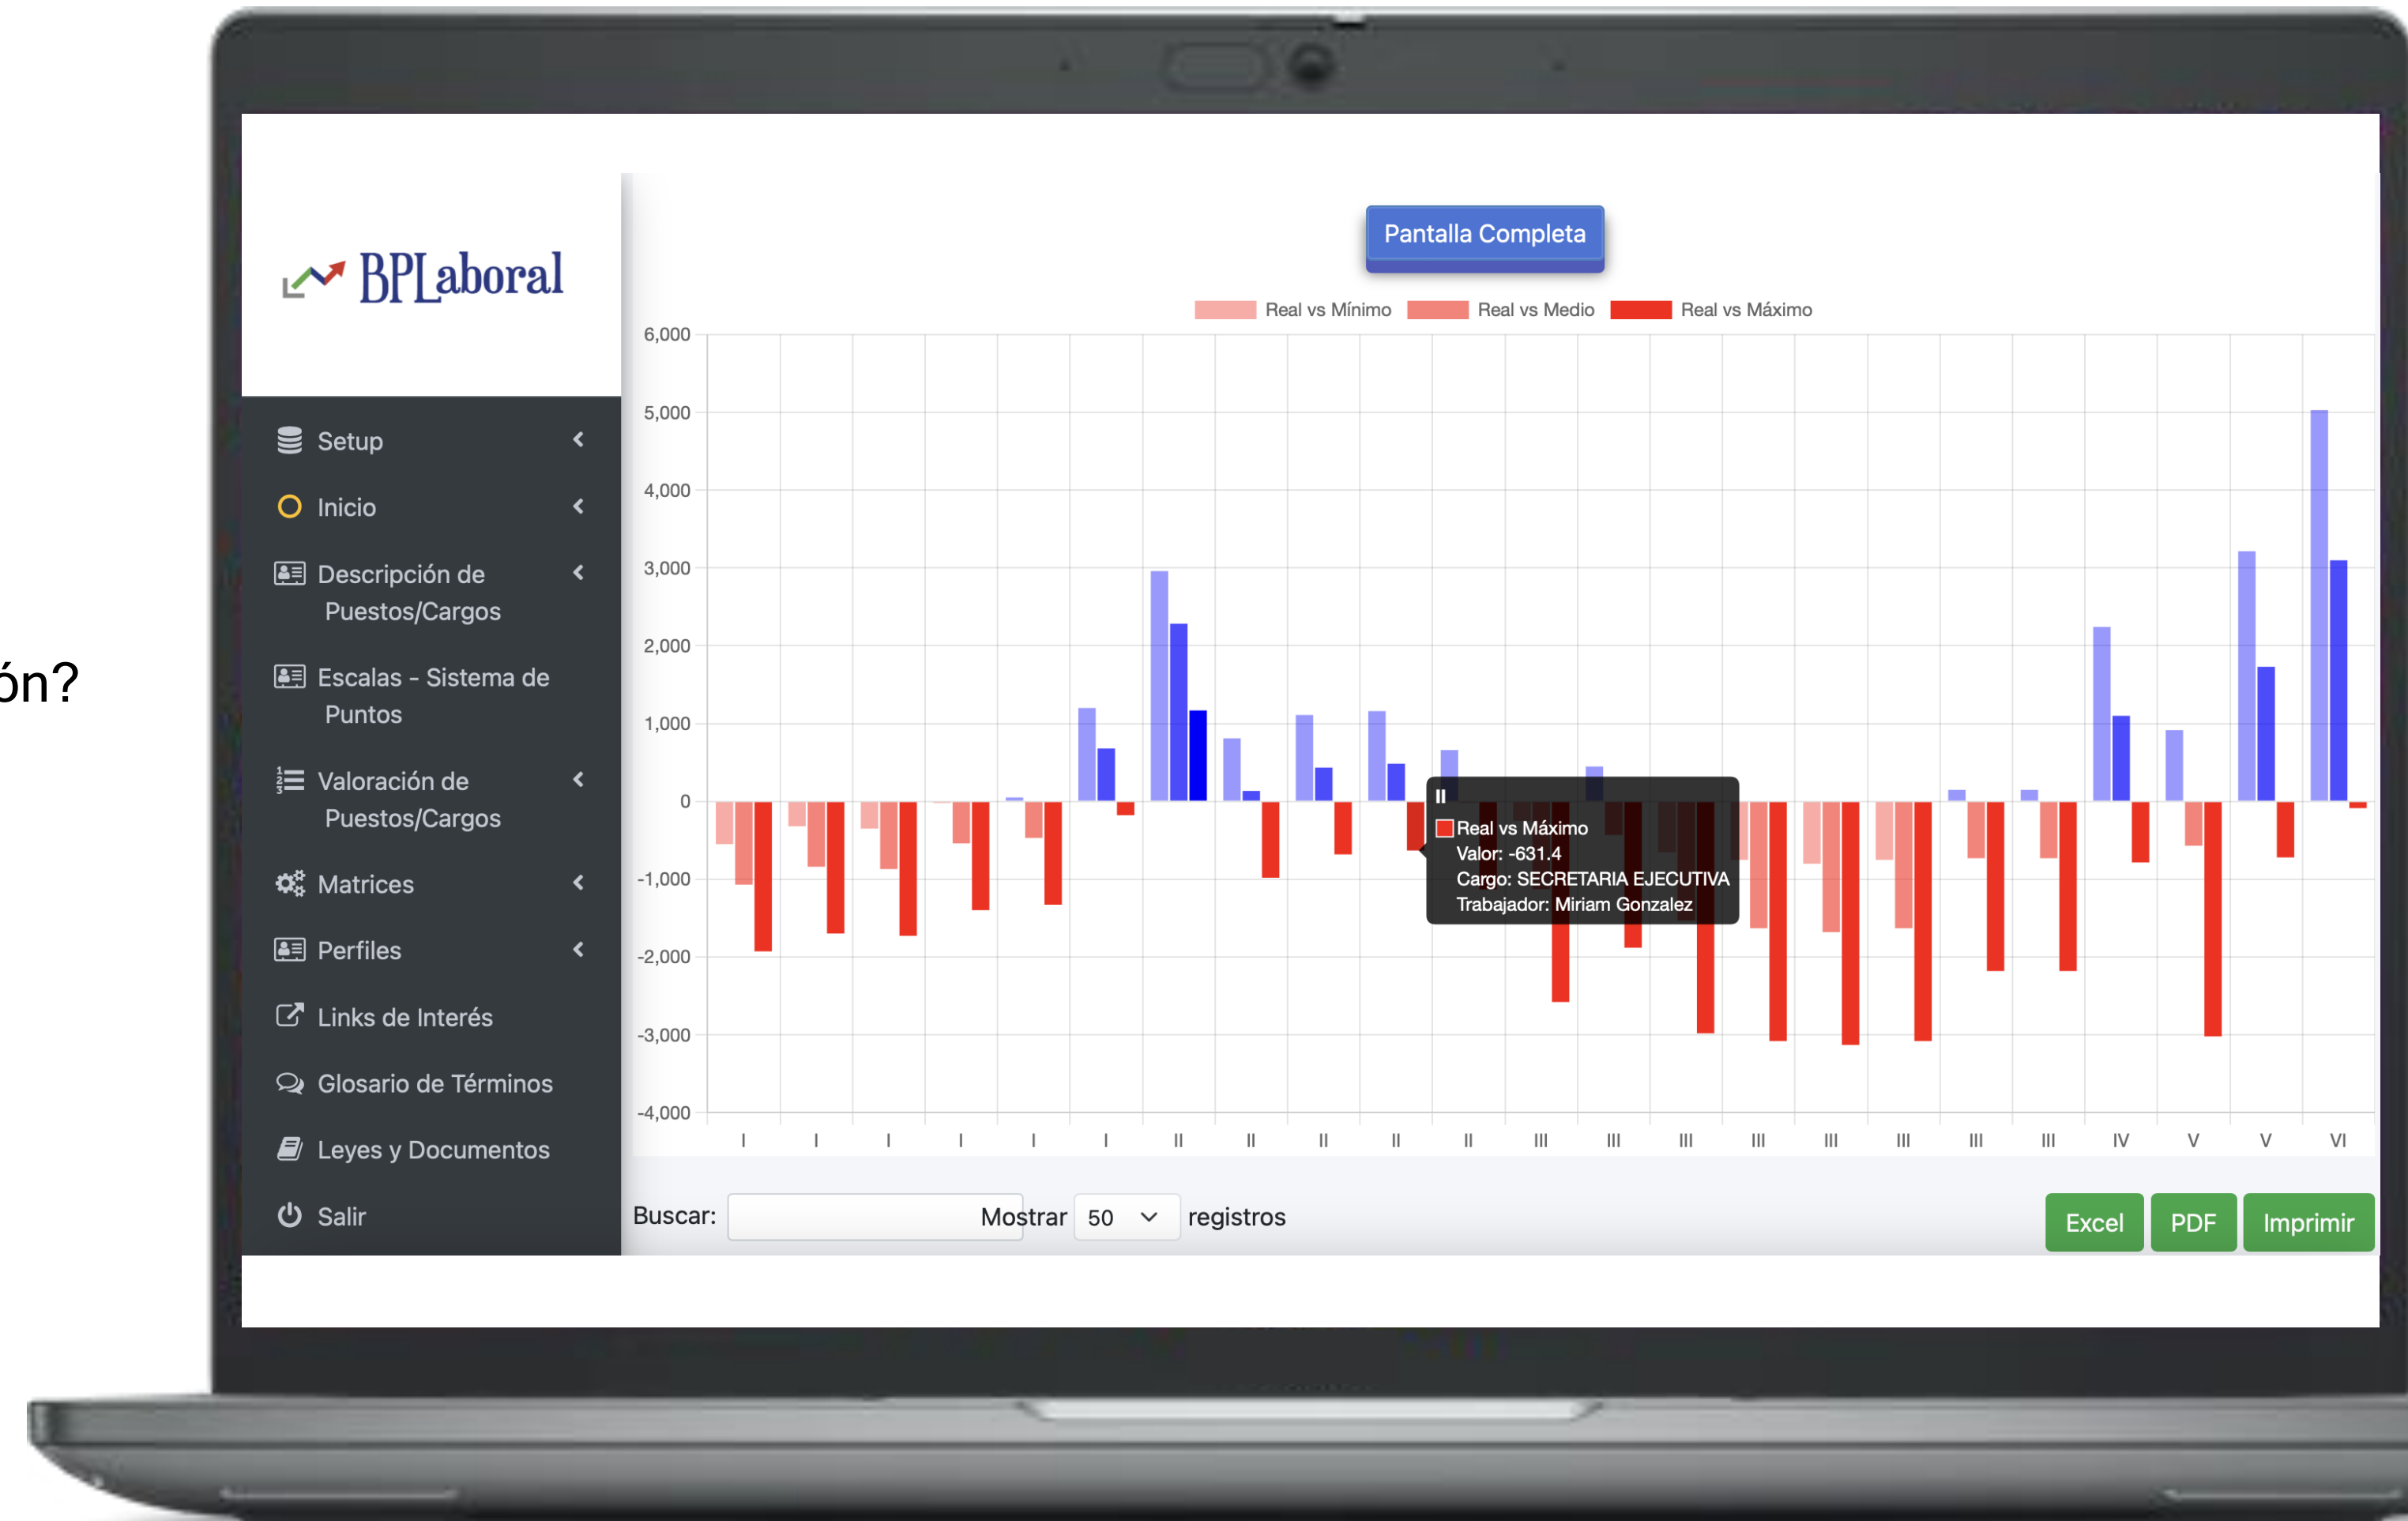 ón?
BPLaboral
Setup
Inicio
Descripción de
Puestos/Cargos
Escalas - Sistema de
Puntos
Valoración de
Puestos/Cargos
Matrices
Perfiles
Links de Interés
Glosario de Términos
Leyes y Documentos
Salir
Pantalla Completa
Real vs Mínimo Real vs Medio Real vs Máximo
6,000
5,000
4,000
3,000
2,000
1,000
0
-1,000
-2,000
-3,000
-4,000
II
Real vs Máximo
Valor: -631.4
Cargo: SECRETARIA EJECUTIVA
Trabajador: Miriam Gonzalez
I I I I I I II II II II II III III III III III III III III IV V V VI
Buscar: Mostrar 50 registros Excel PDF Imprimir